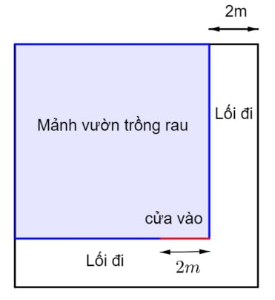 2m
Lối đi
Mảnh vườn trồng rau
cửa vào
Lối đi
2m